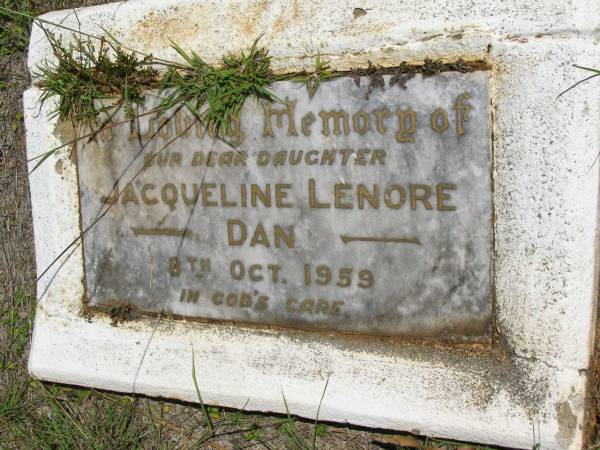 In Loving Memory of
OUR DEAR DAUGHTER
JACQUELINE LENORE
DAN
8TH OCT. 1959
IN GOD'S CARE